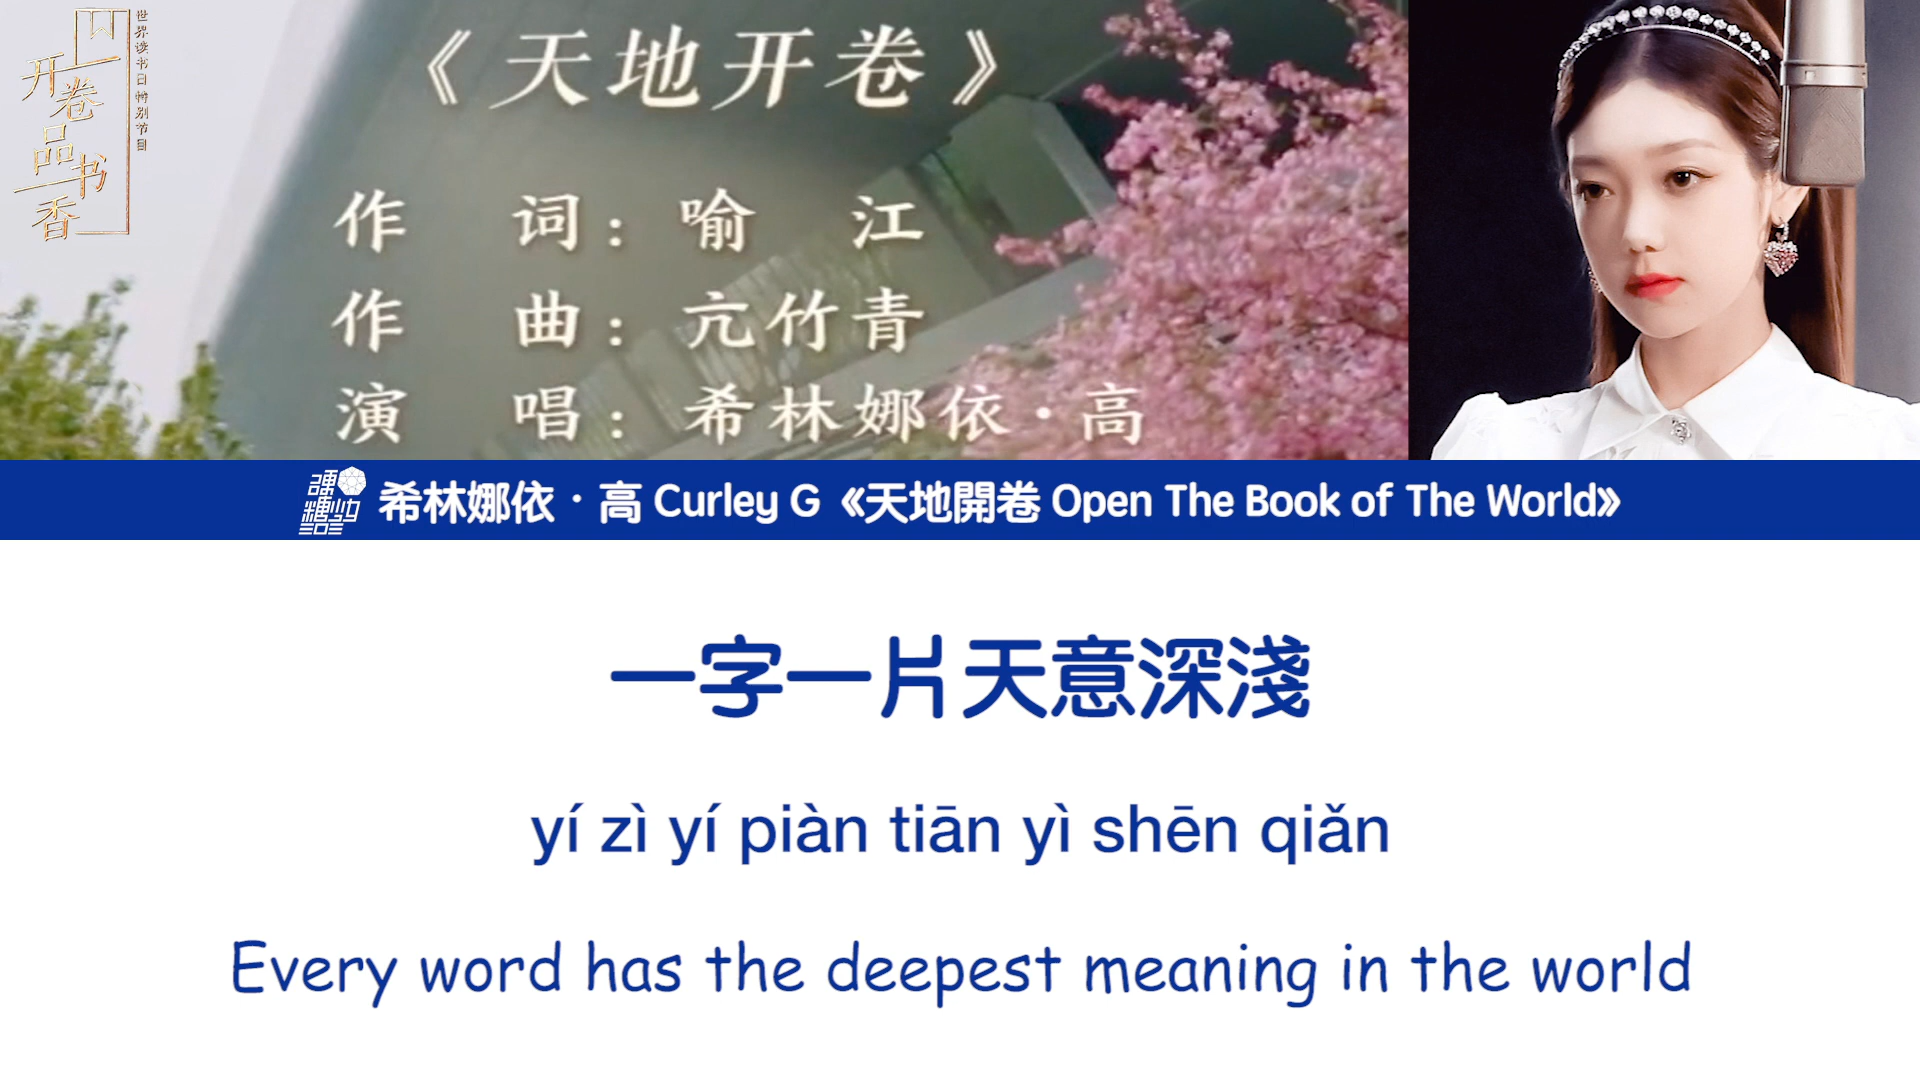 世界读书日特别节目
开卷品书香
《天地开卷》
作 词：喻 江
作 曲：亢竹青
演 唱：希林娜依·高
希林娜依·高 Curley G《天地開卷 Open The Book of The World》
一字一片天意深淺
yí zì yí piàn tiān yì shēn qiǎn
Every word has the deepest meaning in the world